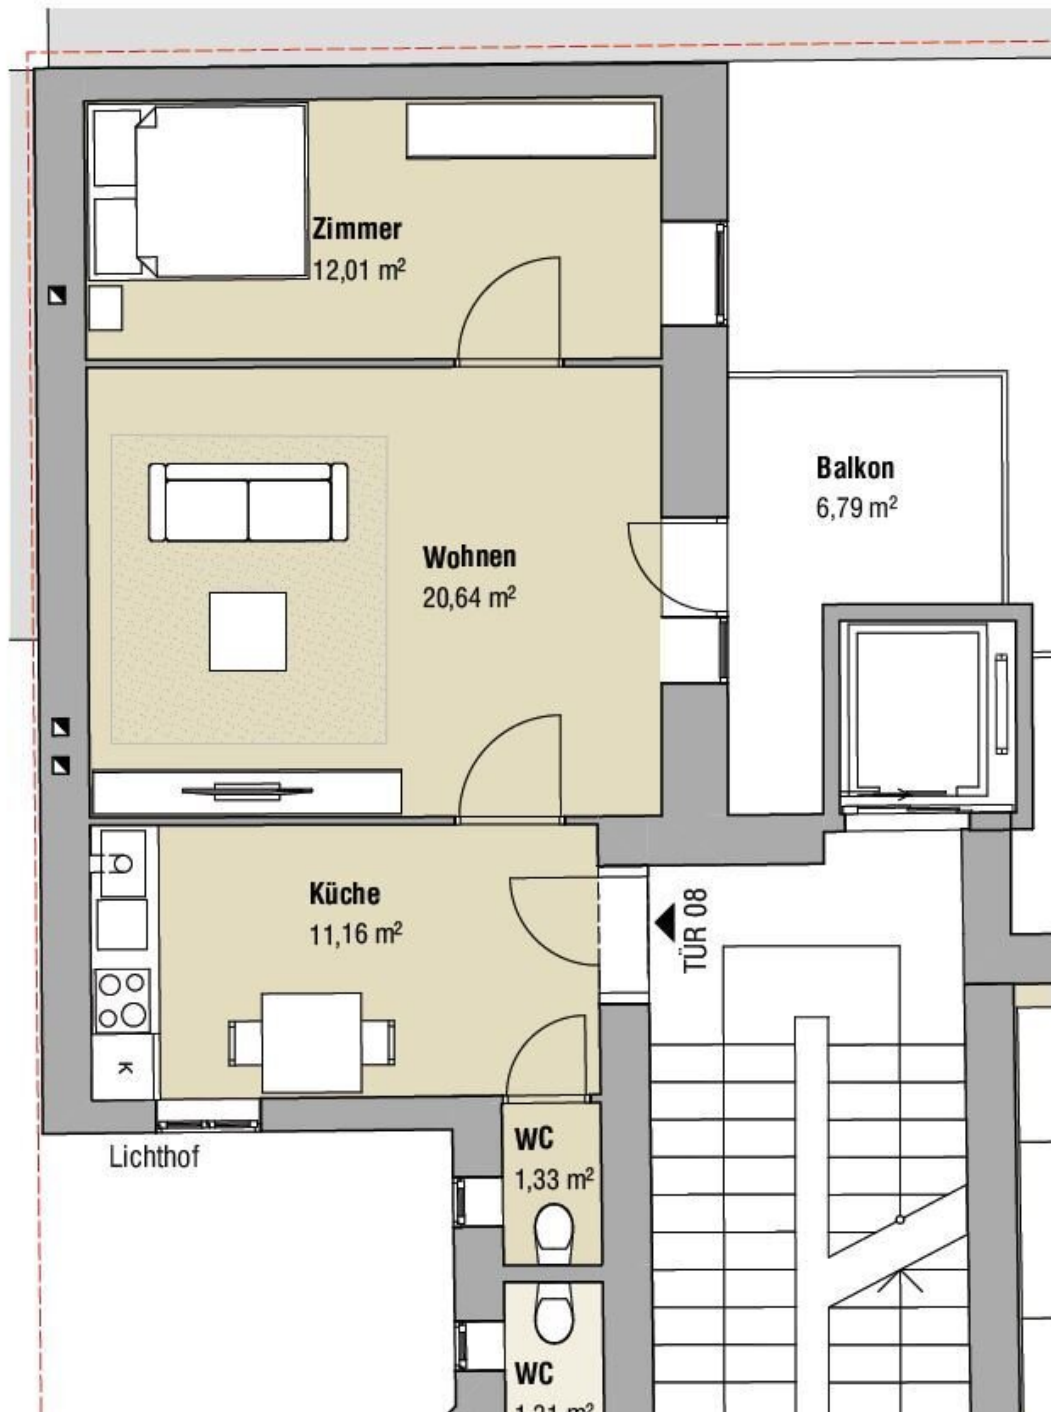 Zimmer
12,01 m²
Balkon
6,79 m²
Wohnen
20,64 m²
Küche
11,16 m²
TÜR 08
K
Lichthof
WC
1,33 m²
WC